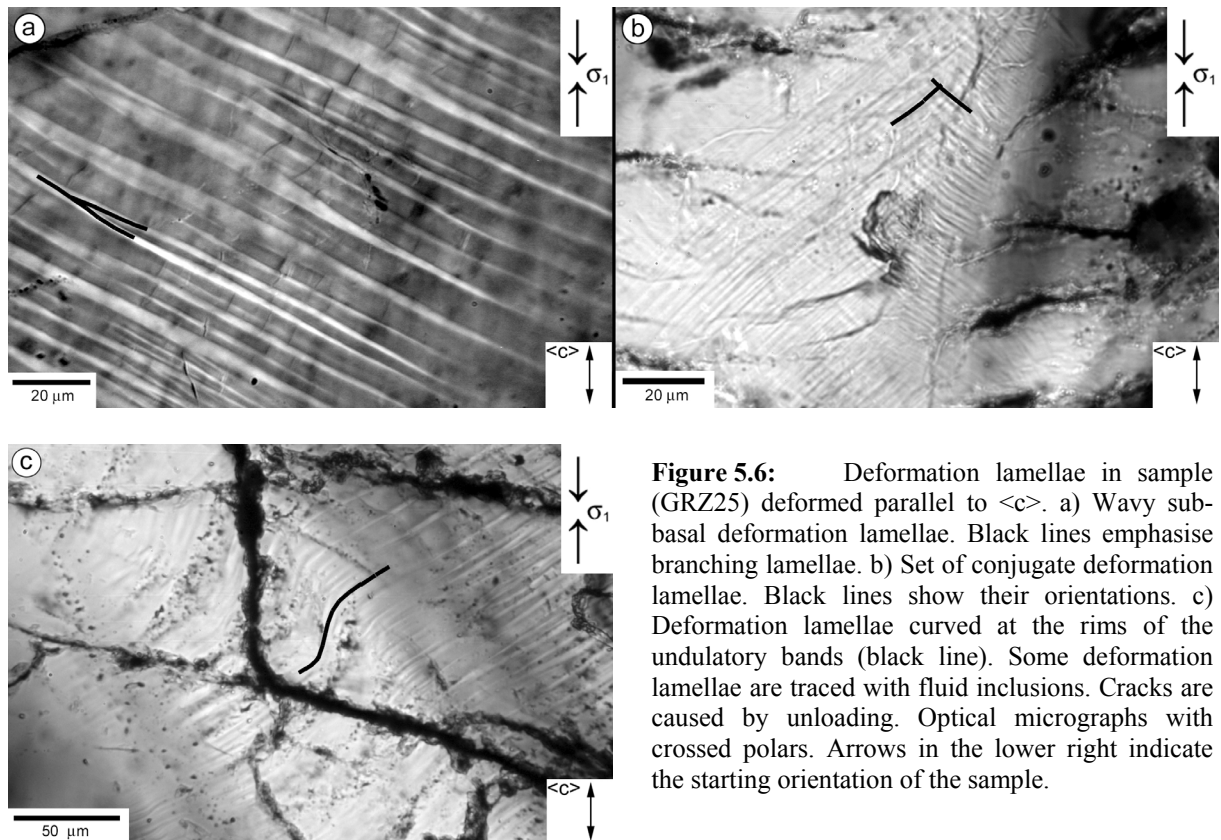 a
σ1
<c>
20 μm
b
σ1
<c>
20 μm
c
σ1
<c>
50 μm
Figure 5.6: Deformation lamellae in sample
(GRZ25) deformed parallel to <c>. a) Wavy sub-
basal deformation lamellae. Black lines emphasise
branching lamellae. b) Set of conjugate deformation
lamellae. Black lines show their orientations. c)
Deformation lamellae curved at the rims of the
undulatory bands (black line). Some deformation
lamellae are traced with fluid inclusions. Cracks are
caused by unloading. Optical micrographs with
crossed polars. Arrows in the lower right indicate
the starting orientation of the sample.